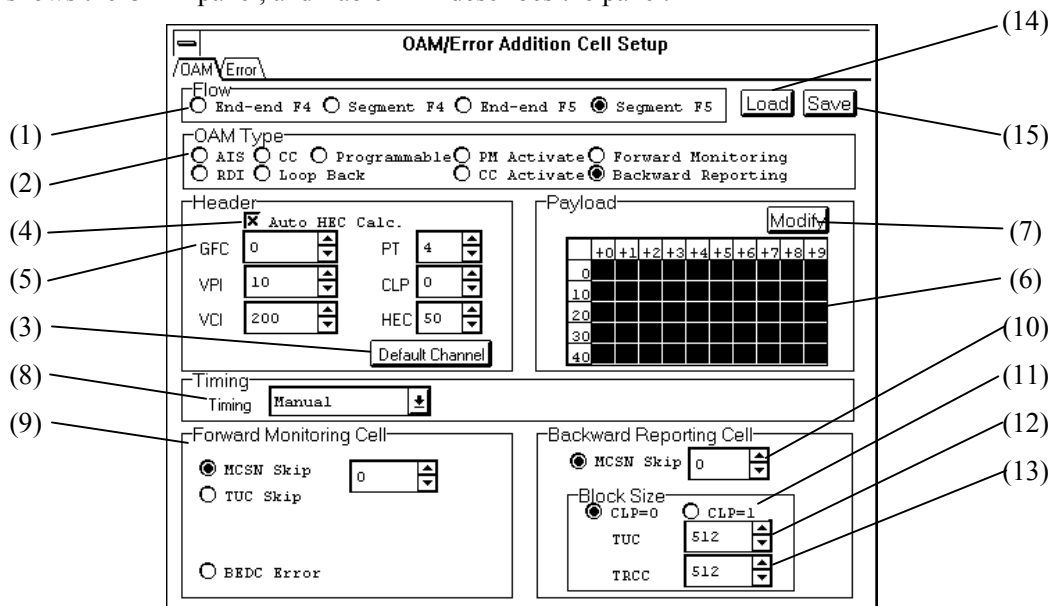 (14)
OAM/Error Addition Cell Setup
OAM Error
Flow
End-end F4 Segment F4 End-end F5 Segment F5 Load Save
(1)
(15)
OAM Type
AIS CC Programmable PM Activate Forward Monitoring
(2)
RDI Loop Back CC Activate Backward Reporting
Header
Payload
(4)
Auto HEC Calc.
Modify
(7)
(5)
GFC 0 PT 4
+0 +1 +2 +3 +4 +5 +6 +7 +8 +9
0
(6)
VPI 10 CLP 0
10
20
VCI 200 HEC 50
30
(3)
Default Channel
40
(10)
(8)
Timing
Timing Manual
(11)
(9)
Forward Monitoring Cell
Backward Reporting Cell
(12)
MCSN Skip 0
MCSN Skip 0
(13)
TUC Skip
Block Size
CLP=0 CLP=1
TUC 512
BEDC Error
TRCC 512